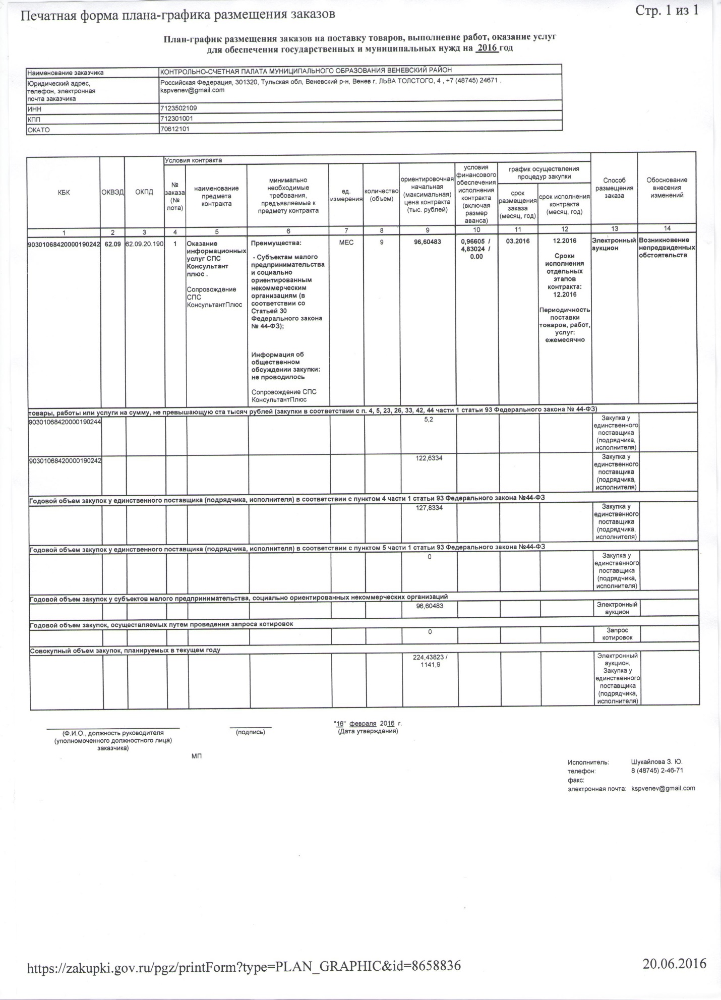 Печатная форма плана-графика размещения заказов
Стр. 1 из 1
План-график размещения заказов на поставку товаров, выполнение работ, оказание услуг
для обеспечения государственных и муниципальных нужд на 2016 год
Наименование заказчика
КОНТРОЛЬНО-СЧЕТНАЯ ПАЛАТА МУНИЦИПАЛЬНОГО ОБРАЗОВАНИЯ ВЕНЕВСКИЙ РАЙОН
Юридический адрес,
телефон, электронная
почта заказчика
Российская Федерация, 301320, Тульская обл, Веневский р-н, Венев г, ЛЬВА ТОЛСТОГО, 4 , +7 (48745) 24671 ,
kspvenev@gmail.com
ИНН
7123502109
КПП
712301001
ОКАТО
70612101
КБК
ОКВЭД
ОКПД
Условия контракта
№
заказа
(№
лота)
наименование
предмета
контракта
минимально
необходимые
требования,
предъявляемые к
предмету контракта
ед.
измерения
количество
(объем)
ориентировочная
начальная
(максимальная)
цена контракта
(тыс. рублей)
условия
финансового
обеспечения
исполнения
контракта
(включая
размер
аванса)
график осуществления
процедур закупки
срок
размещения
заказа
(месяц, год)
срок исполнения
контракта
(месяц, год)
Способ
размещения
заказа
Обоснование
внесения
изменений
1
2
3
4
5
6
7
8
9
10
11
12
13
14
90301068420000190242
62.09
62.09.20.190
1
Оказание
информационных
услуг СПС
Консультант
плюс .
Сопровождение
СПС
КонсультантПлюс
Преимущества:
- Субъектам малого
предпринимательства
и социально
ориентированным
некоммерческим
организациям (в
соответствии со
Статьей 30
Федерального закона
№ 44-ФЗ);
Информация об
общественном
обсуждении закупки:
не проводилось
Сопровождение СПС
КонсультантПлюс
МЕС
9
96,60483
0,96605 /
4,83024 /
0.00
03.2016
12.2016
Сроки
исполнения
отдельных
этапов
контракта:
12.2016
Периодичность
поставки
товаров, работ,
услуг:
ежемесячно
Электронный
аукцион
Возникновение
непредвиденных
обстоятельств
товары, работы или услуги на сумму, не превышающую ста тысяч рублей (закупки в соответствии с п. 4, 5, 23, 26, 33, 42, 44 части 1 статьи 93 Федерального закона № 44-ФЗ)
90301068420000190244
5,2
Закупка у
единственного
поставщика
(подрядчика,
исполнителя)
90301068420000190242
122,6334
Закупка у
единственного
поставщика
(подрядчика,
исполнителя)
Годовой объем закупок у единственного поставщика (подрядчика, исполнителя) в соответствии с пунктом 4 части 1 статьи 93 Федерального закона №44-ФЗ
127,8334
Закупка у
единственного
поставщика
(подрядчика,
исполнителя)
Годовой объем закупок у единственного поставщика (подрядчика, исполнителя) в соответствии с пунктом 5 части 1 статьи 93 Федерального закона №44-ФЗ
0
Закупка у
единственного
поставщика
(подрядчика,
исполнителя)
Годовой объем закупок у субъектов малого предпринимательства, социально ориентированных некоммерческих организаций
96,60483
Электронный
аукцион
Годовой объем закупок, осуществляемых путем проведения запроса котировок
0
Запрос
котировок
Совокупный объем закупок, планируемых в текущем году
224,43823 /
1141,9
Электронный
аукцион,
Закупка у
единственного
поставщика
(подрядчика,
исполнителя)
"16" февраля 2016 г.
(Ф.И.О., должность руководителя
(уполномоченного должностного лица)
заказчика)
(подпись)
(Дата утверждения)
МП
Исполнитель: Шукайлова З. Ю.
телефон: 8 (48745) 2-46-71
факс:
электронная почта: kspvenev@gmail.com
https://zakupki.gov.ru/pgz/printForm?type=PLAN_GRAPHIC&id=8658836
20.06.2016